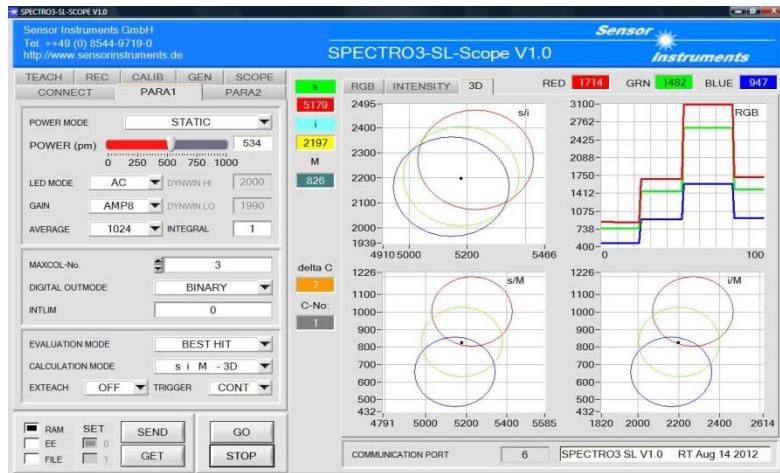 SPECTRO3-SL-SCOPE V1.0
Sensor Instruments GmbH
Tel. ++49 (0) 8544-9719-0
http://www.sensorinstruments.de
SPECTRO3-SL-Scope V1.0
Sensor
Instruments
TEACH REC CALIB GEN SCOPE
CONNECT PARA1 PARA2
POWER MODE STATIC
POWER (pm) 534
0 250 500 750 1000
LED MODE AC DYNWIN HI 2000
GAIN AMP8 DYNWIN LO 1990
AVERAGE 1024 INTEGRAL 1
MAXCOL-No. 3
DIGITAL OUTMODE BINARY
INTLIM 0
EVALUATION MODE BEST HIT
CALCULATION MODE s i M - 3D
EXTEACH OFF TRIGGER CONT
RAM SET SEND GO
EE 0
FILE 1 GET STOP
s
5179
i
2197
M
826
delta C
7
C-No:
1
RGB INTENSITY 3D RED 1714 GRN 1482 BLUE 947
s/i
2495
2400
2300
2200
2100
2000
1939
4910 5000 5200 5466
RGB
3100
2762
2425
2088
1750
1412
1075
738
400
0 100
s/M
1226
1100
1000
900
800
700
600
500
432
4791 5000 5200 5400 5585
i/M
1226
1100
1000
900
800
700
600
500
432
1820 2000 2200 2400 2614
COMMUNICATION PORT 6 SPECTRO3 SL V1.0 RT Aug 14 2012